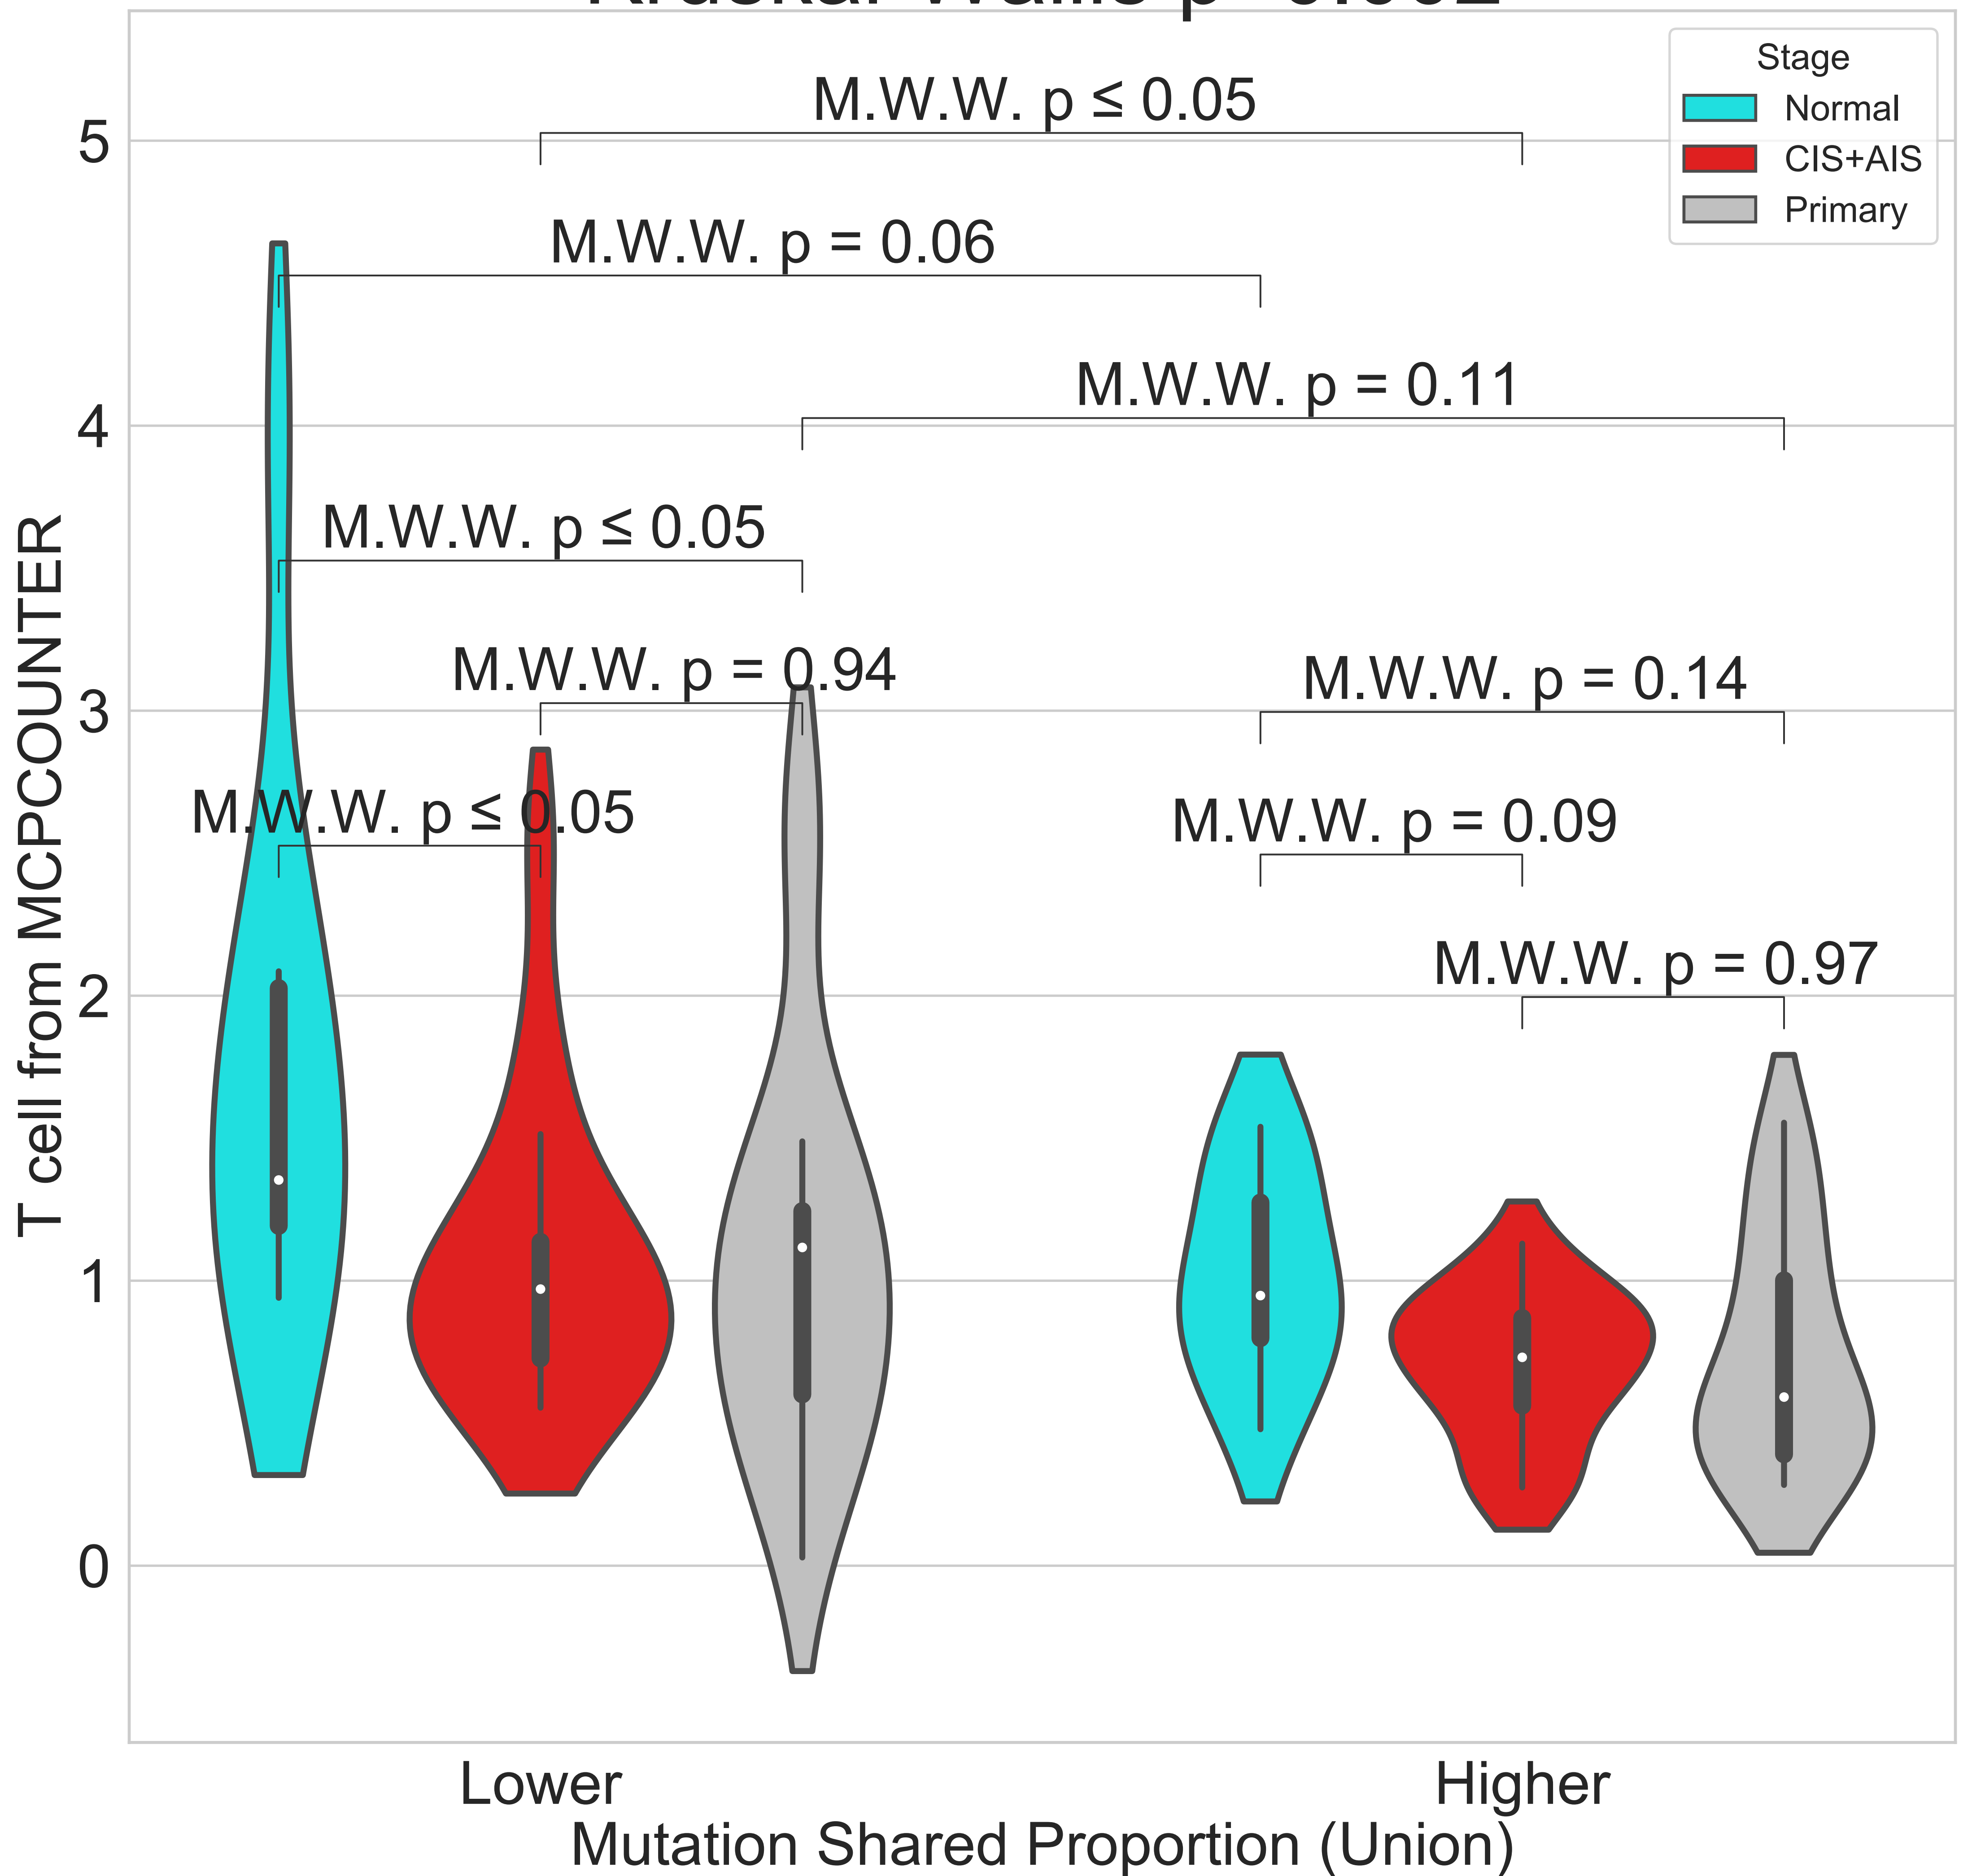 Stage
Normal
CIS+AIS
Primary
M.W.W. p ≤ 0.05
M.W.W. p = 0.06
M.W.W. p = 0.11
M.W.W. p ≤ 0.05
M.W.W. p = 0.94
M.W.W. p = 0.14
M.W.W. p ≤ 0.05
M.W.W. p = 0.09
M.W.W. p = 0.97
5
4
3
2
1
0
T cell from MCPCOUNTER
Lower
Higher
Mutation Shared Proportion (Union)